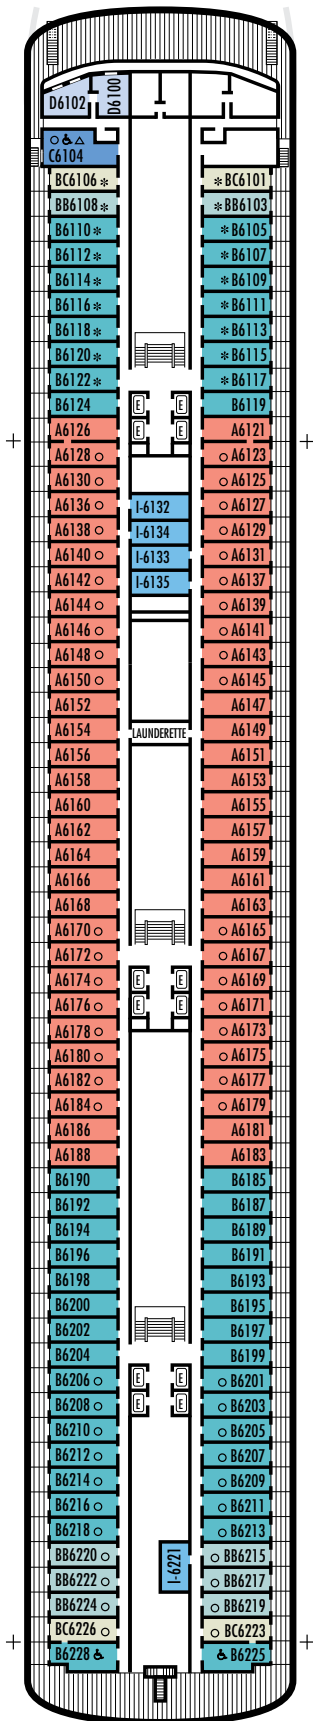 D6102
D6100
C6104
BC6106 * * BC6101
BB6108 * * BB6103
B6110 * * B6105
B6112 * * B6107
B6114 * * B6109
B6116 * * B6111
B6118 * * B6113
B6120 * * B6115
B6122 * * B6117
B6124 E E B6119
A6126 E E A6121
A6128 A6123
A6130 A6125
A6136 I-6132 A6127
A6138 I-6134 A6129
A6140 I-6133 A6131
A6142 I-6135 A6137
A6144 A6139
A6146 A6141
A6148 A6143
A6150 A6145
A6152 A6147
A6154 LAUNDERETTE A6149
A6156 A6151
A6158 A6153
A6160 A6155
A6162 A6157
A6164 A6159
A6166 A6161
A6168 A6163
A6170 A6165
A6172 A6167
A6174 E E A6169
A6176 E E A6171
A6178 A6173
A6180 A6175
A6182 A6177
A6184 A6179
A6186 A6181
A6188 A6183
B6190 B6185
B6192 B6187
B6194 B6189
B6196 B6191
B6198 B6193
B6200 B6195
B6202 B6197
B6204 B6199
B6206 E E B6201
B6208 E E B6203
B6210 B6205
B6212 B6207
B6214 B6209
B6216 B6211
B6218 B6213
BB6220 I-6221 BB6215
BB6222 BB6217
BB6224 BB6219
BC6226 BC6223
B6228 B6225